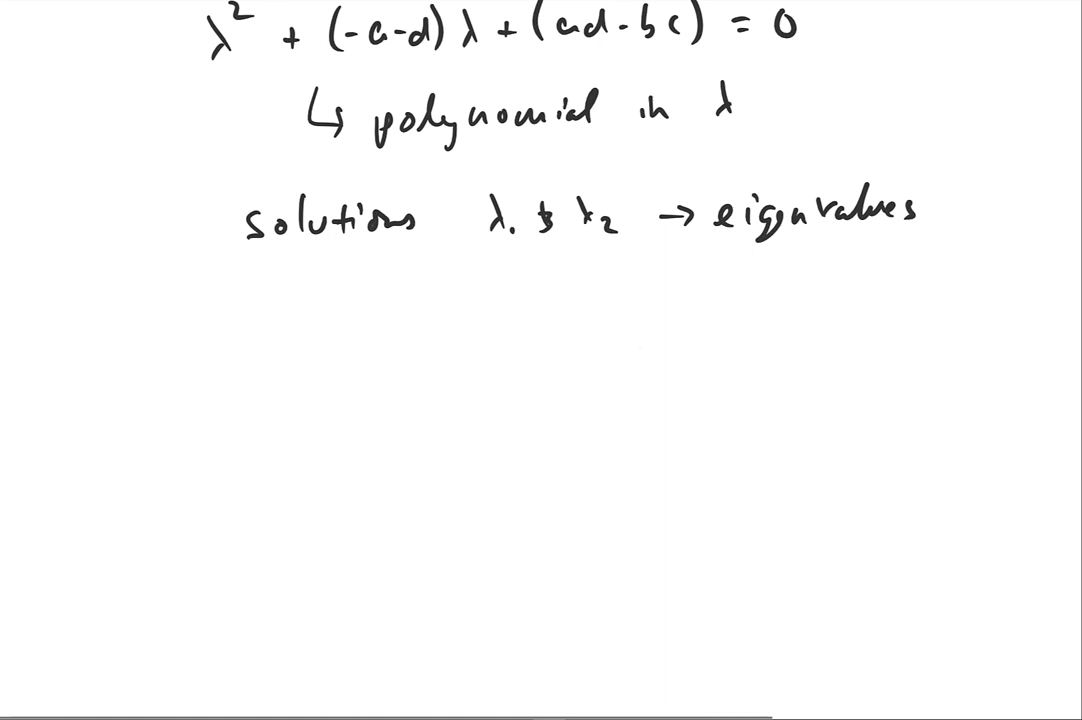 λ² + (-a-d) λ + (ad - bc) = 0
↳ polynomial in λ
solutions λ₁ & λ₂ → eigenvalues